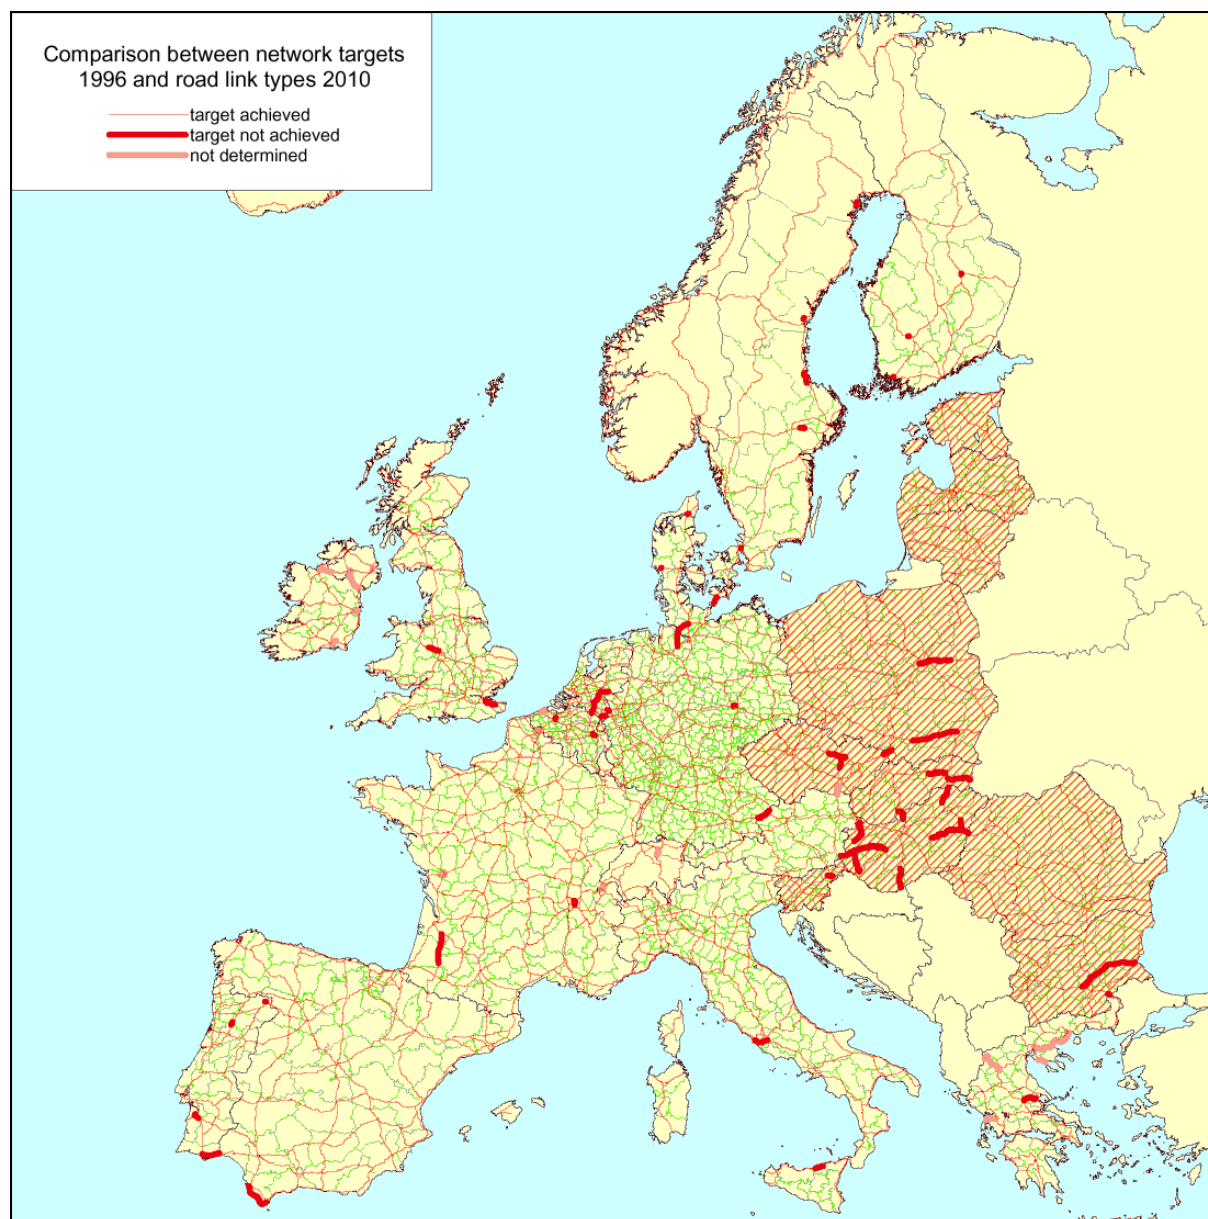 Comparison between network targets
1996 and road link types 2010
target achieved
target not achieved
not determined